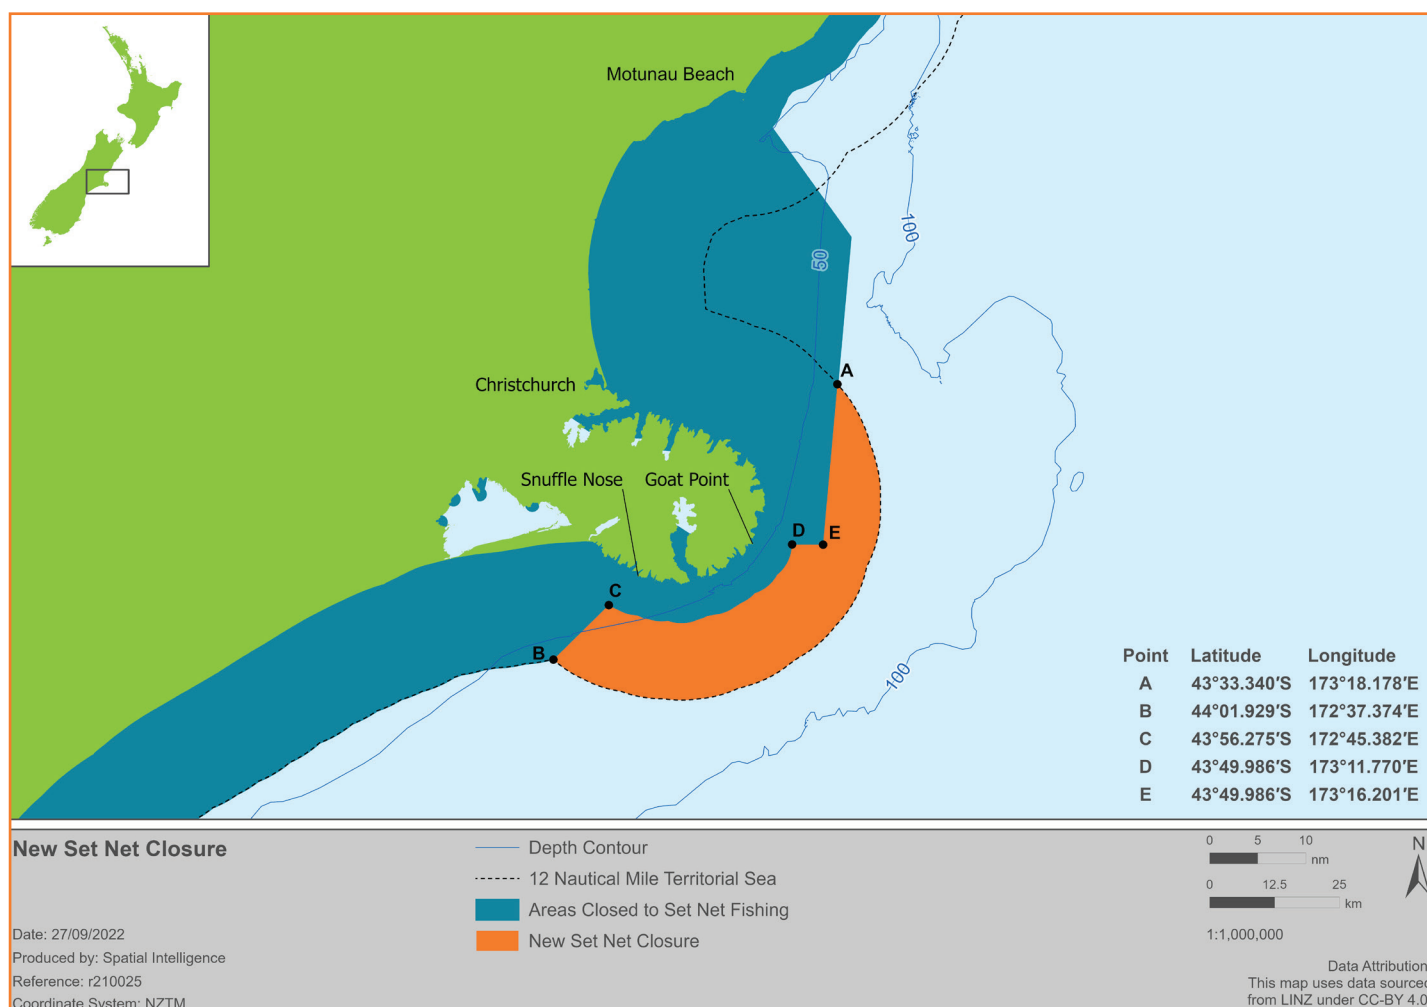 Motunau Beach
100
50
A
Christchurch
Snuffle Nose
Goat Point
D
E
C
B
100
Point Latitude Longitude
A 43°33.340'S 173°18.178'E
B 44°01.929'S 172°37.374'E
C 43°56.275'S 172°45.382'E
D 43°49.986'S 173°11.770'E
E 43°49.986'S 173°16.201'E
New Set Net Closure
Date: 27/09/2022
Produced by: Spatial Intelligence
Reference: r210025
Coordinate System: NZTM
Depth Contour
12 Nautical Mile Territorial Sea
Areas Closed to Set Net Fishing
New Set Net Closure
0 5 10
nm
0 12.5 25
km
1:1,000,000
N
Data Attribution
This map uses data sourced
from LINZ under CC-BY 4.0